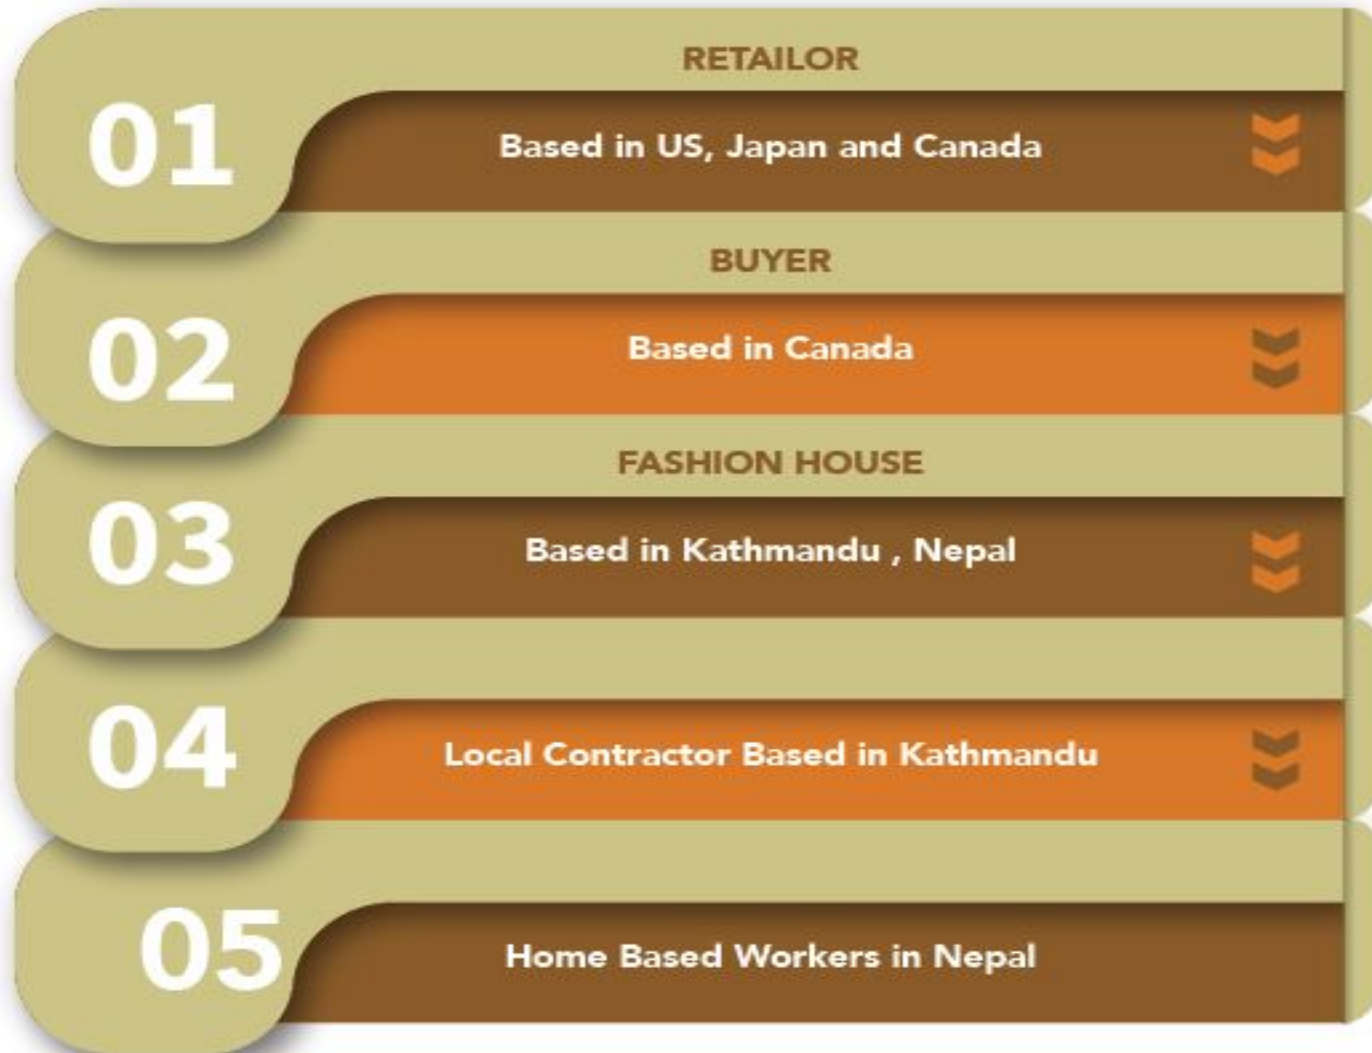 RETAILOR
01
Based in US, Japan and Canada
BUYER
02
Based in Canada
FASHION HOUSE
03
Based in Kathmandu , Nepal
04
Local Contractor Based in Kathmandu
05
Home Based Workers in Nepal